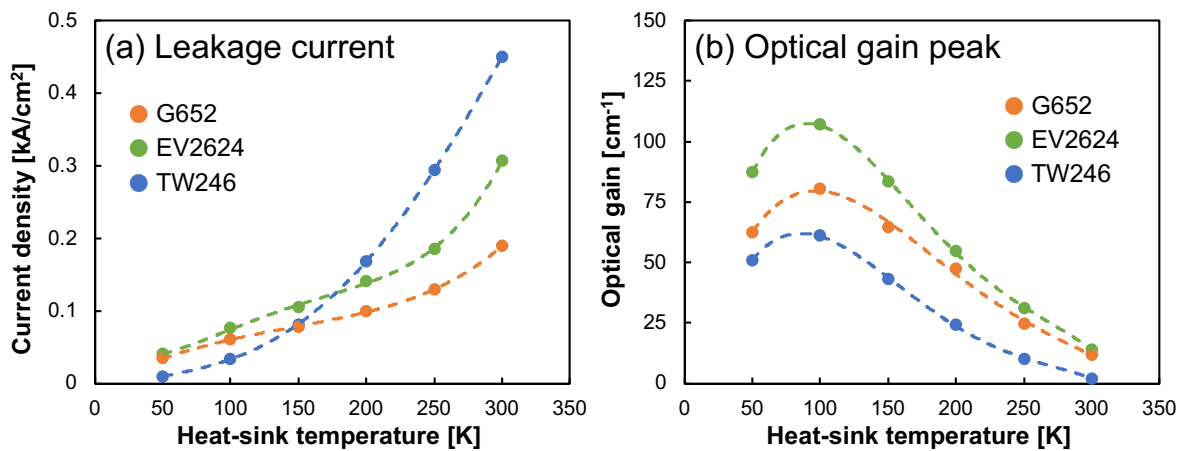 (a) Leakage current
G652
EV2624
TW246
Current density [kA/cm²]
0.5
0.4
0.3
0.2
0.1
0
0 50 100 150 200 250 300 350
Heat-sink temperature [K]
(b) Optical gain peak
G652
EV2624
TW246
Optical gain [cm⁻¹]
150
125
100
75
50
25
0
0 50 100 150 200 250 300 350
Heat-sink temperature [K]